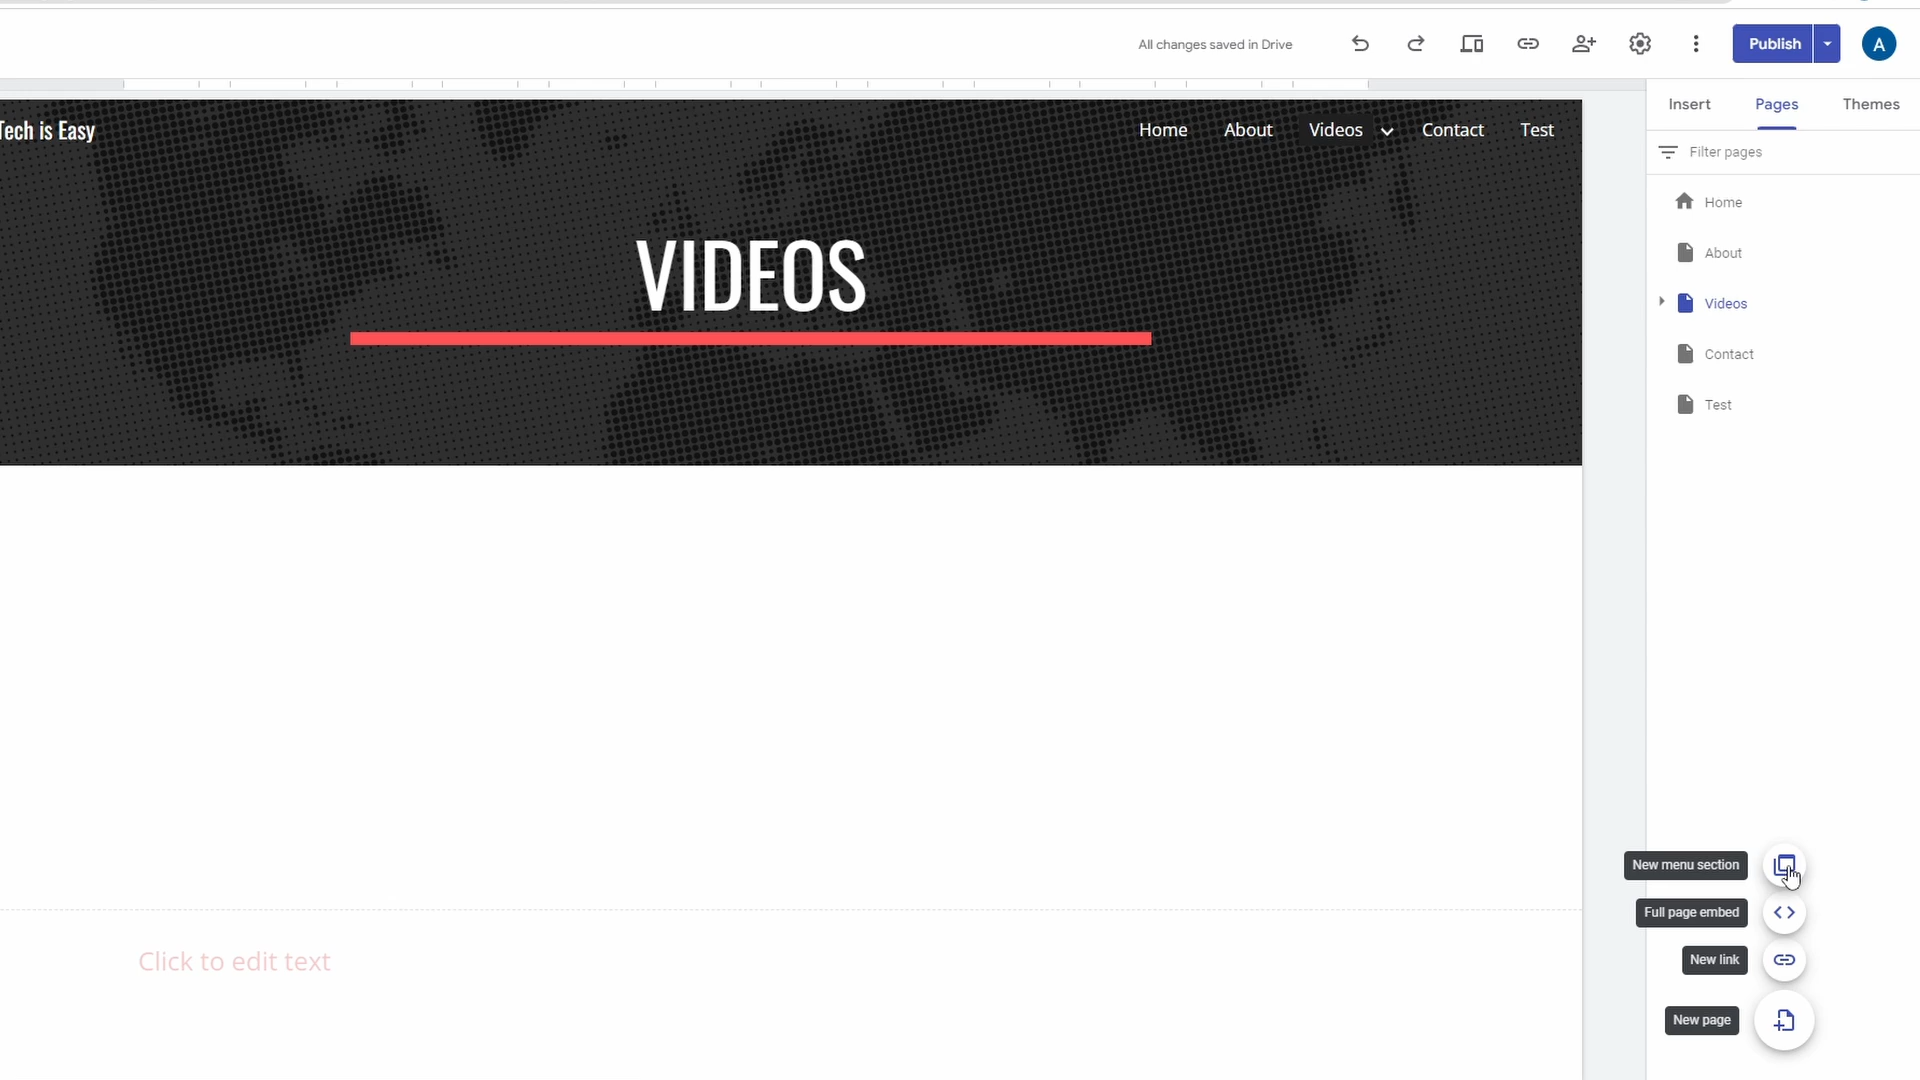 All changes saved in Drive
Publish
A
Insert
Pages
Themes
Tech is Easy
Home
About
Videos
Contact
Test
Filter pages
VIDEOS
Home
About
Videos
Contact
Test
New menu section
Full page embed
Click to edit text
New link
New page